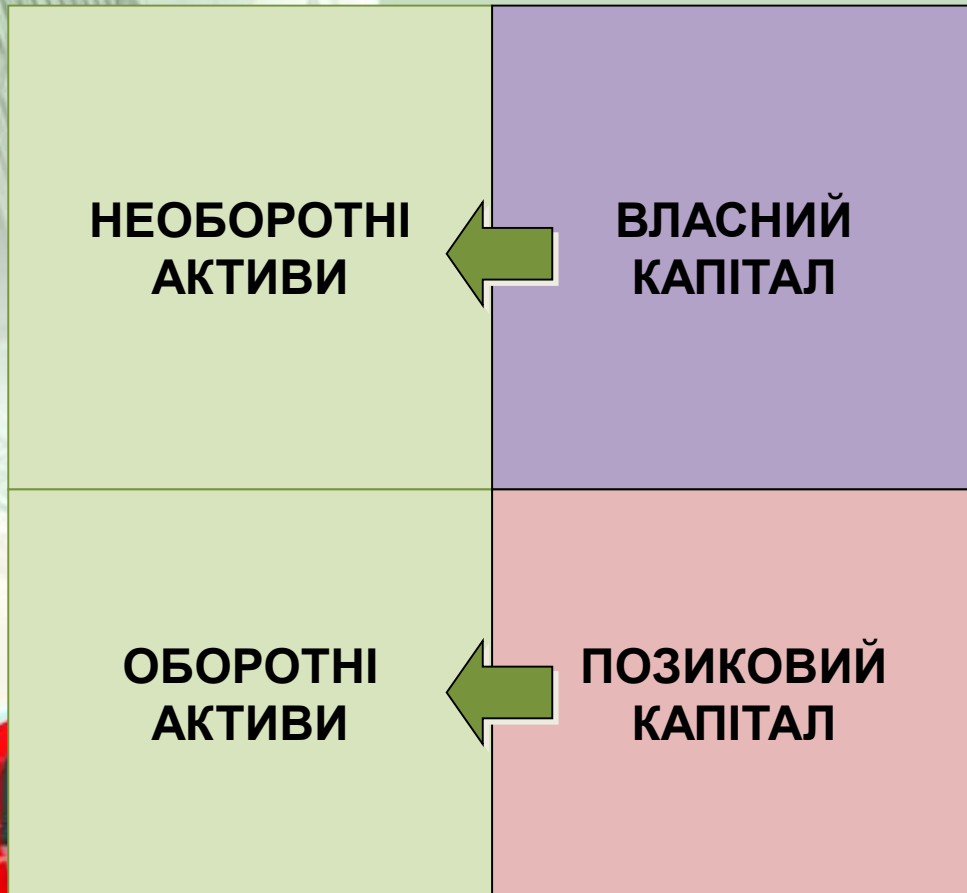 НЕОБОРОТНІ
АКТИВИ
ВЛАСНИЙ
КАПІТАЛ
ОБОРОТНІ
АКТИВИ
ПОЗИКОВИЙ
КАПІТАЛ